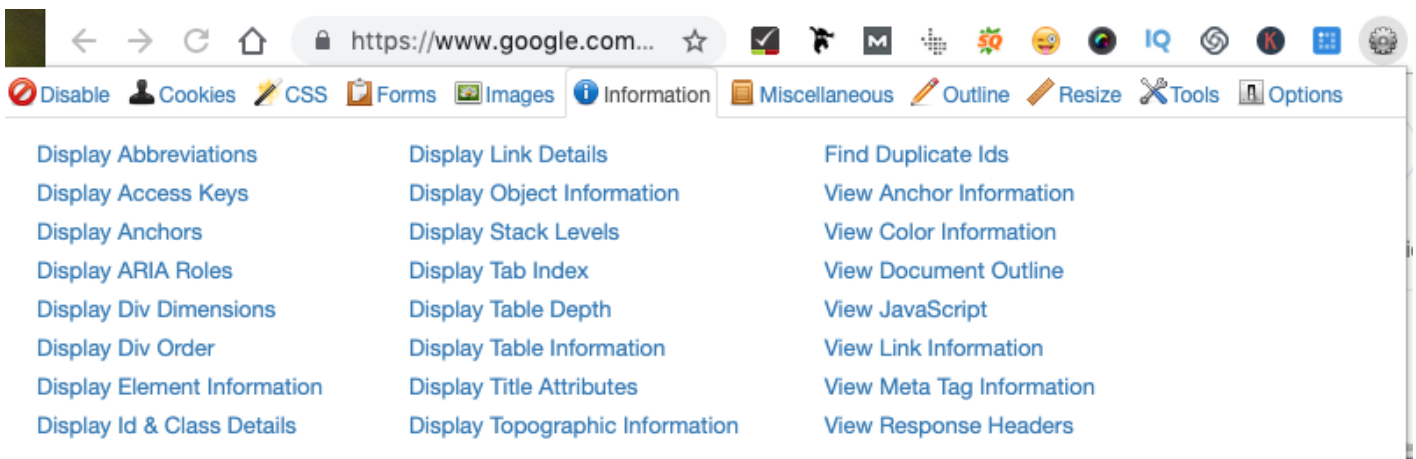 https://www.google.com...
M SQ IQ K
Disable Cookies CSS Forms Images Information Miscellaneous Outline Resize Tools Options
Display Abbreviations Display Link Details Find Duplicate Ids
Display Access Keys Display Object Information View Anchor Information
Display Anchors Display Stack Levels View Color Information
Display ARIA Roles Display Tab Index View Document Outline
Display Div Dimensions Display Table Depth View JavaScript
Display Div Order Display Table Information View Link Information
Display Element Information Display Title Attributes View Meta Tag Information
Display Id & Class Details Display Topographic Information View Response Headers